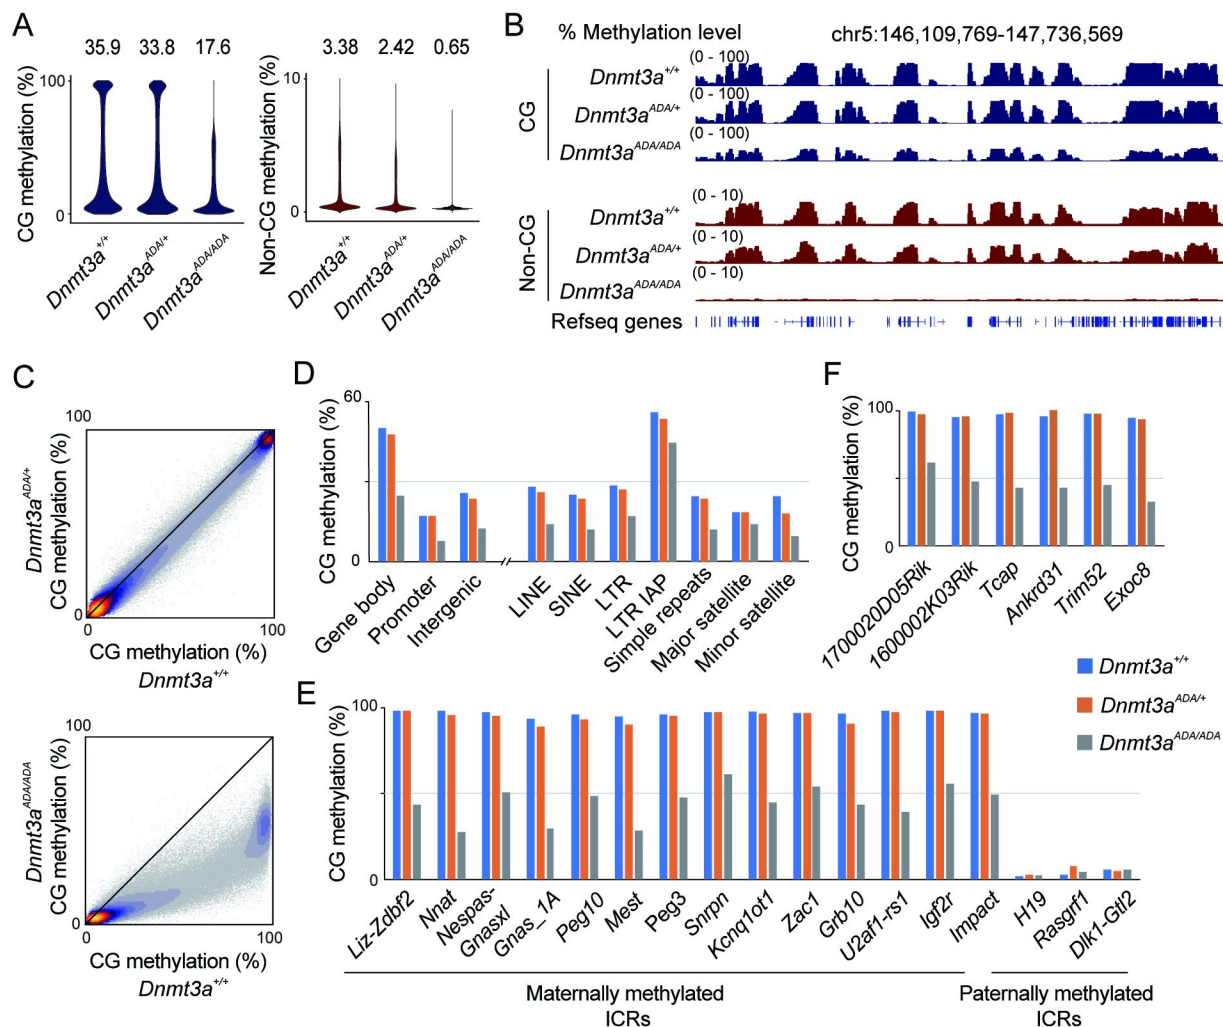 A
35.9 33.8 17.6
CG methylation (%)
100
0
Dnmt3a+/+
Dnmt3aADA/+
Dnmt3aADA/ADA
3.38 2.42 0.65
Non-CG methylation (%)
10
0
Dnmt3a+/+
Dnmt3aADA/+
Dnmt3aADA/ADA
B
% Methylation level
chr5:146,109,769-147,736,569
CG
(0 - 100)
Dnmt3a+/+
(0 - 100)
Dnmt3aADA/+
(0 - 100)
Dnmt3aADA/ADA
Non-CG
(0 - 10)
Dnmt3a+/+
(0 - 10)
Dnmt3aADA/+
(0 - 10)
Dnmt3aADA/ADA
Refseq genes
C
100
Dnmt3aADA/+
CG methylation (%)
0
0 100
CG methylation (%)
Dnmt3a+/+
100
Dnmt3aADA/ADA
CG methylation (%)
0
0 100
CG methylation (%)
Dnmt3a+/+
D
60
CG methylation (%)
0
Gene body
Promoter
Intergenic
LINE
SINE
LTR
LTR IAP
Simple repeats
Major satellite
Minor satellite
F
100
CG methylation (%)
0
1700020D05Rik
1600002K03Rik
Tcap
Ankrd31
Trim52
Exoc8
Dnmt3a+/+
Dnmt3aADA/+
Dnmt3aADA/ADA
E
100
CG methylation (%)
0
Liz-Zdbf2
Nnat
Nespas-
Gnasxl
Gnas_1A
Peg10
Mest
Peg3
Snrpn
Kcnq1ot1
Zac1
Grb10
U2af1-rs1
Igf2r
Impact
H19
Rasgrf1
Dlk1-Gtl2
Maternally methylated
ICRs
Paternally methylated
ICRs